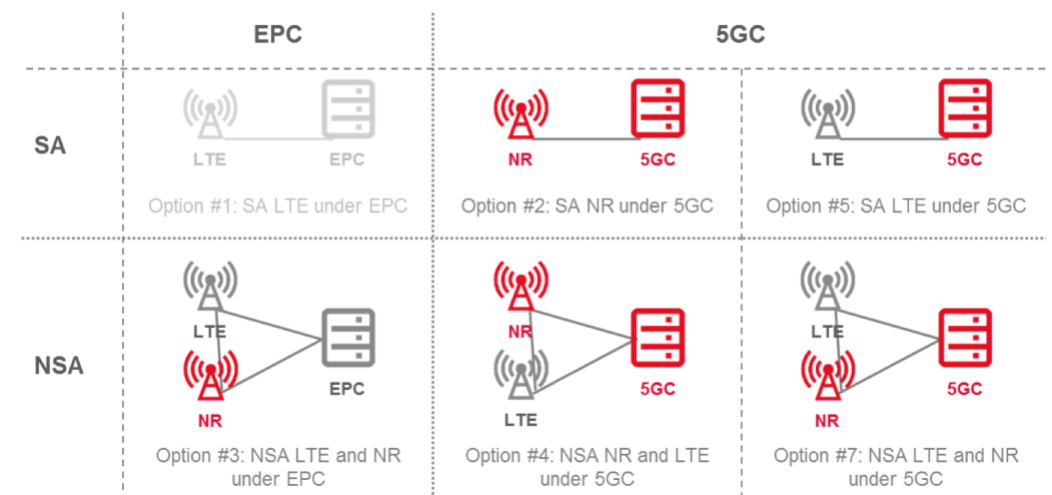 EPC
5GC
SA
LTE
EPC
Option #1: SA LTE under EPC
NR
5GC
Option #2: SA NR under 5GC
LTE
5GC
Option #5: SA LTE under 5GC
NSA
LTE
NR
EPC
Option #3: NSA LTE and NR
under EPC
NR
LTE
5GC
Option #4: NSA NR and LTE
under 5GC
LTE
NR
5GC
Option #7: NSA LTE and NR
under 5GC